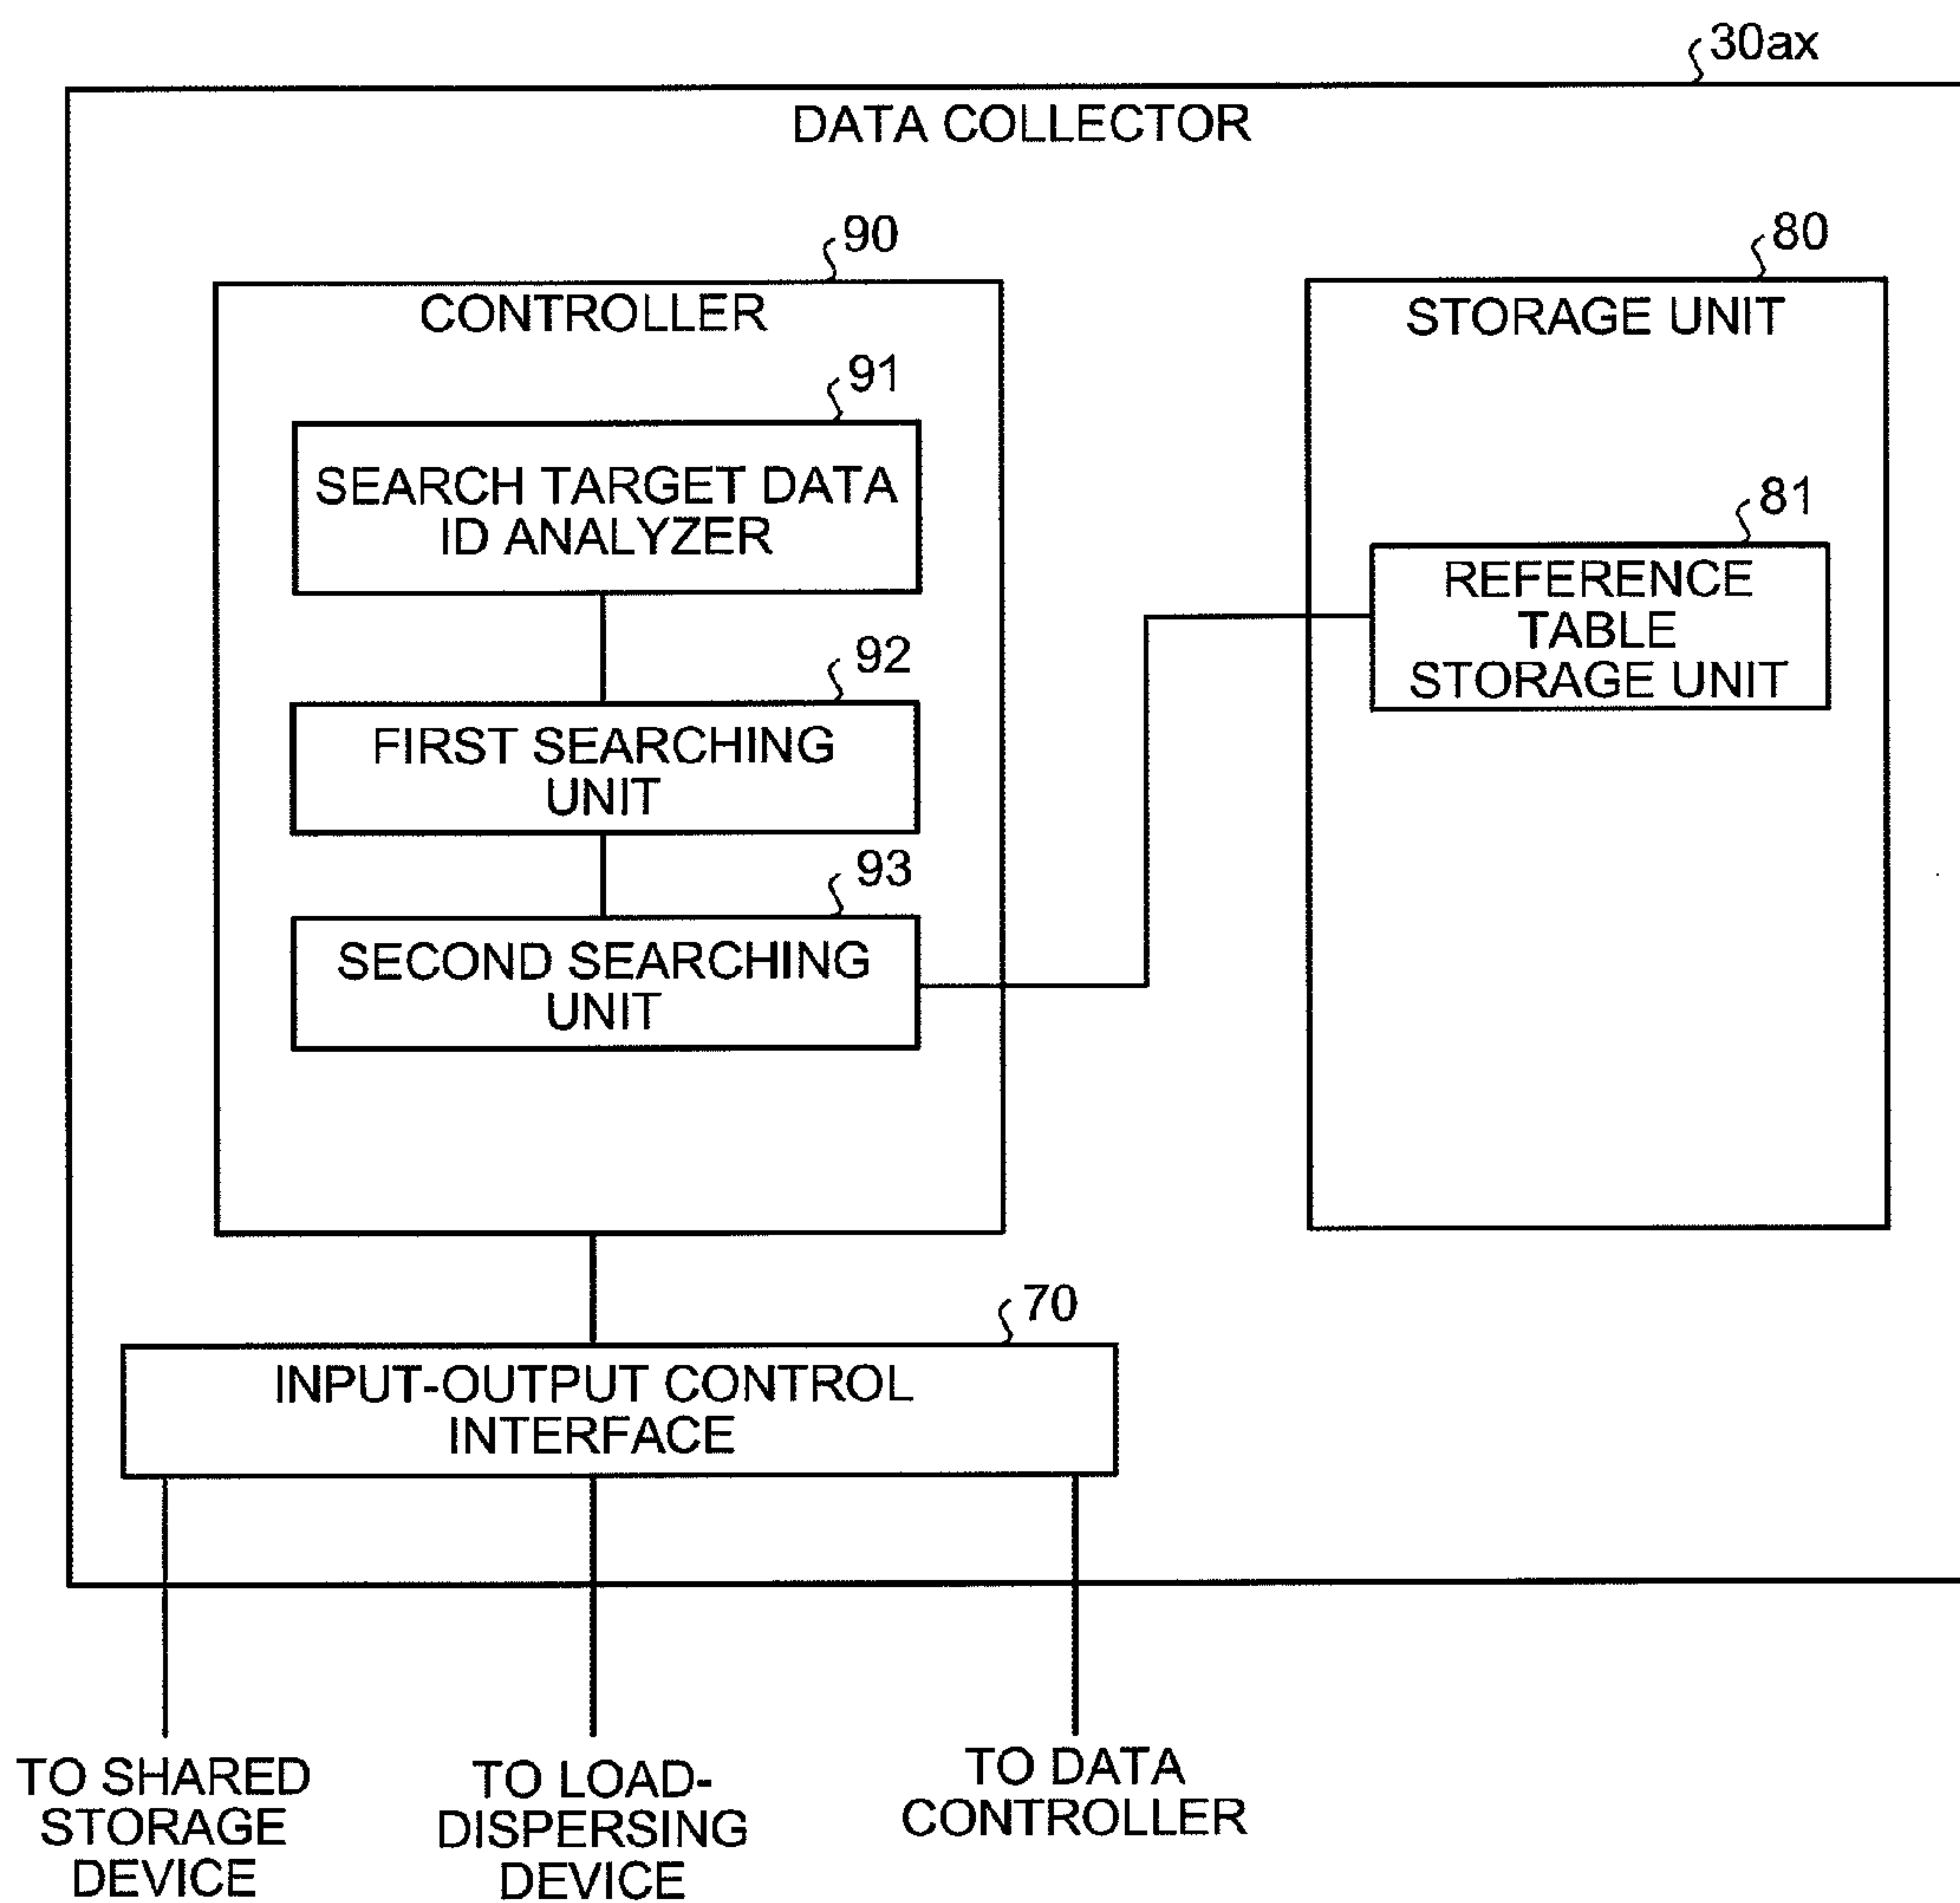 30ax
DATA COLLECTOR
90
CONTROLLER
80
STORAGE UNIT
91
SEARCH TARGET DATA
ID ANALYZER
81
REFERENCE
TABLE
STORAGE UNIT
92
FIRST SEARCHING
UNIT
93
SECOND SEARCHING
UNIT
70
INPUT-OUTPUT CONTROL
INTERFACE
TO SHARED
STORAGE
DEVICE
TO LOAD-
DISPERSING
DEVICE
TO DATA
CONTROLLER